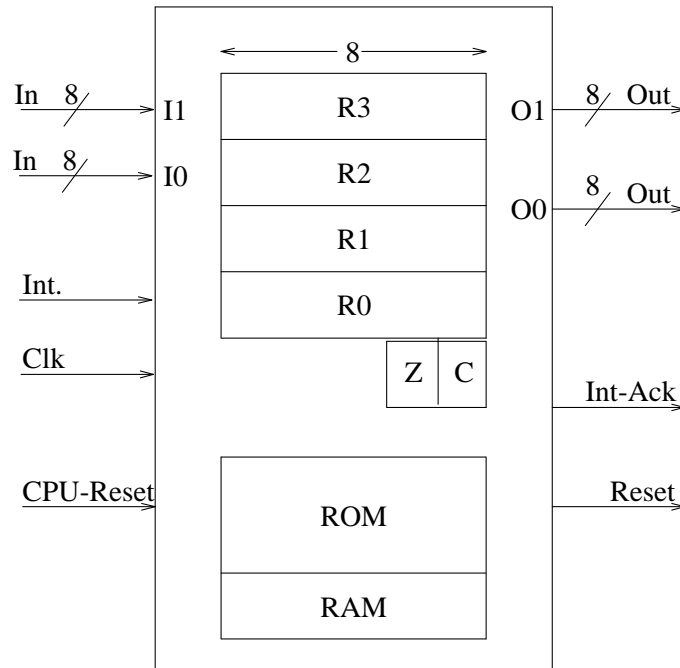 8
In 8 I1 R3 O1 8 Out
In 8 I0 R2 O0 8 Out
R1
Int. R0
Clk Z C
Int-Ack
CPU-Reset ROM Reset
RAM